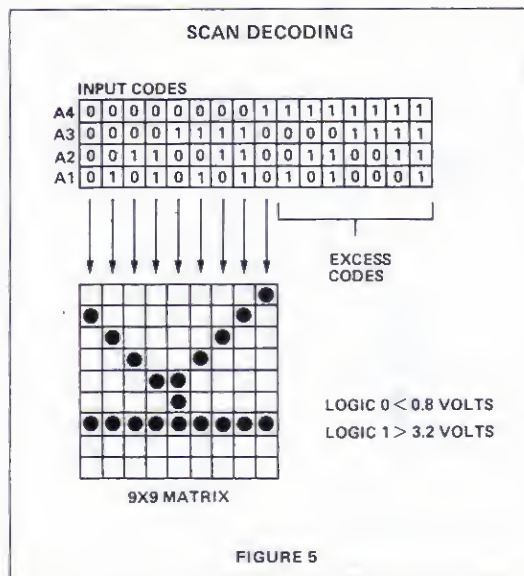 SCAN DECODING
INPUT CODES
A4 0 0 0 0 0 0 0 0 1 1 1 1 1 1 1 1
A3 0 0 0 0 1 1 1 1 0 0 0 0 1 1 1 1
A2 0 0 1 1 0 0 1 1 0 0 1 1 0 0 1 1
A1 0 1 0 1 0 1 0 1 0 1 0 1 0 0 0 1
EXCESS
CODES
LOGIC 0 < 0.8 VOLTS
LOGIC 1 > 3.2 VOLTS
9X9 MATRIX
FIGURE 5